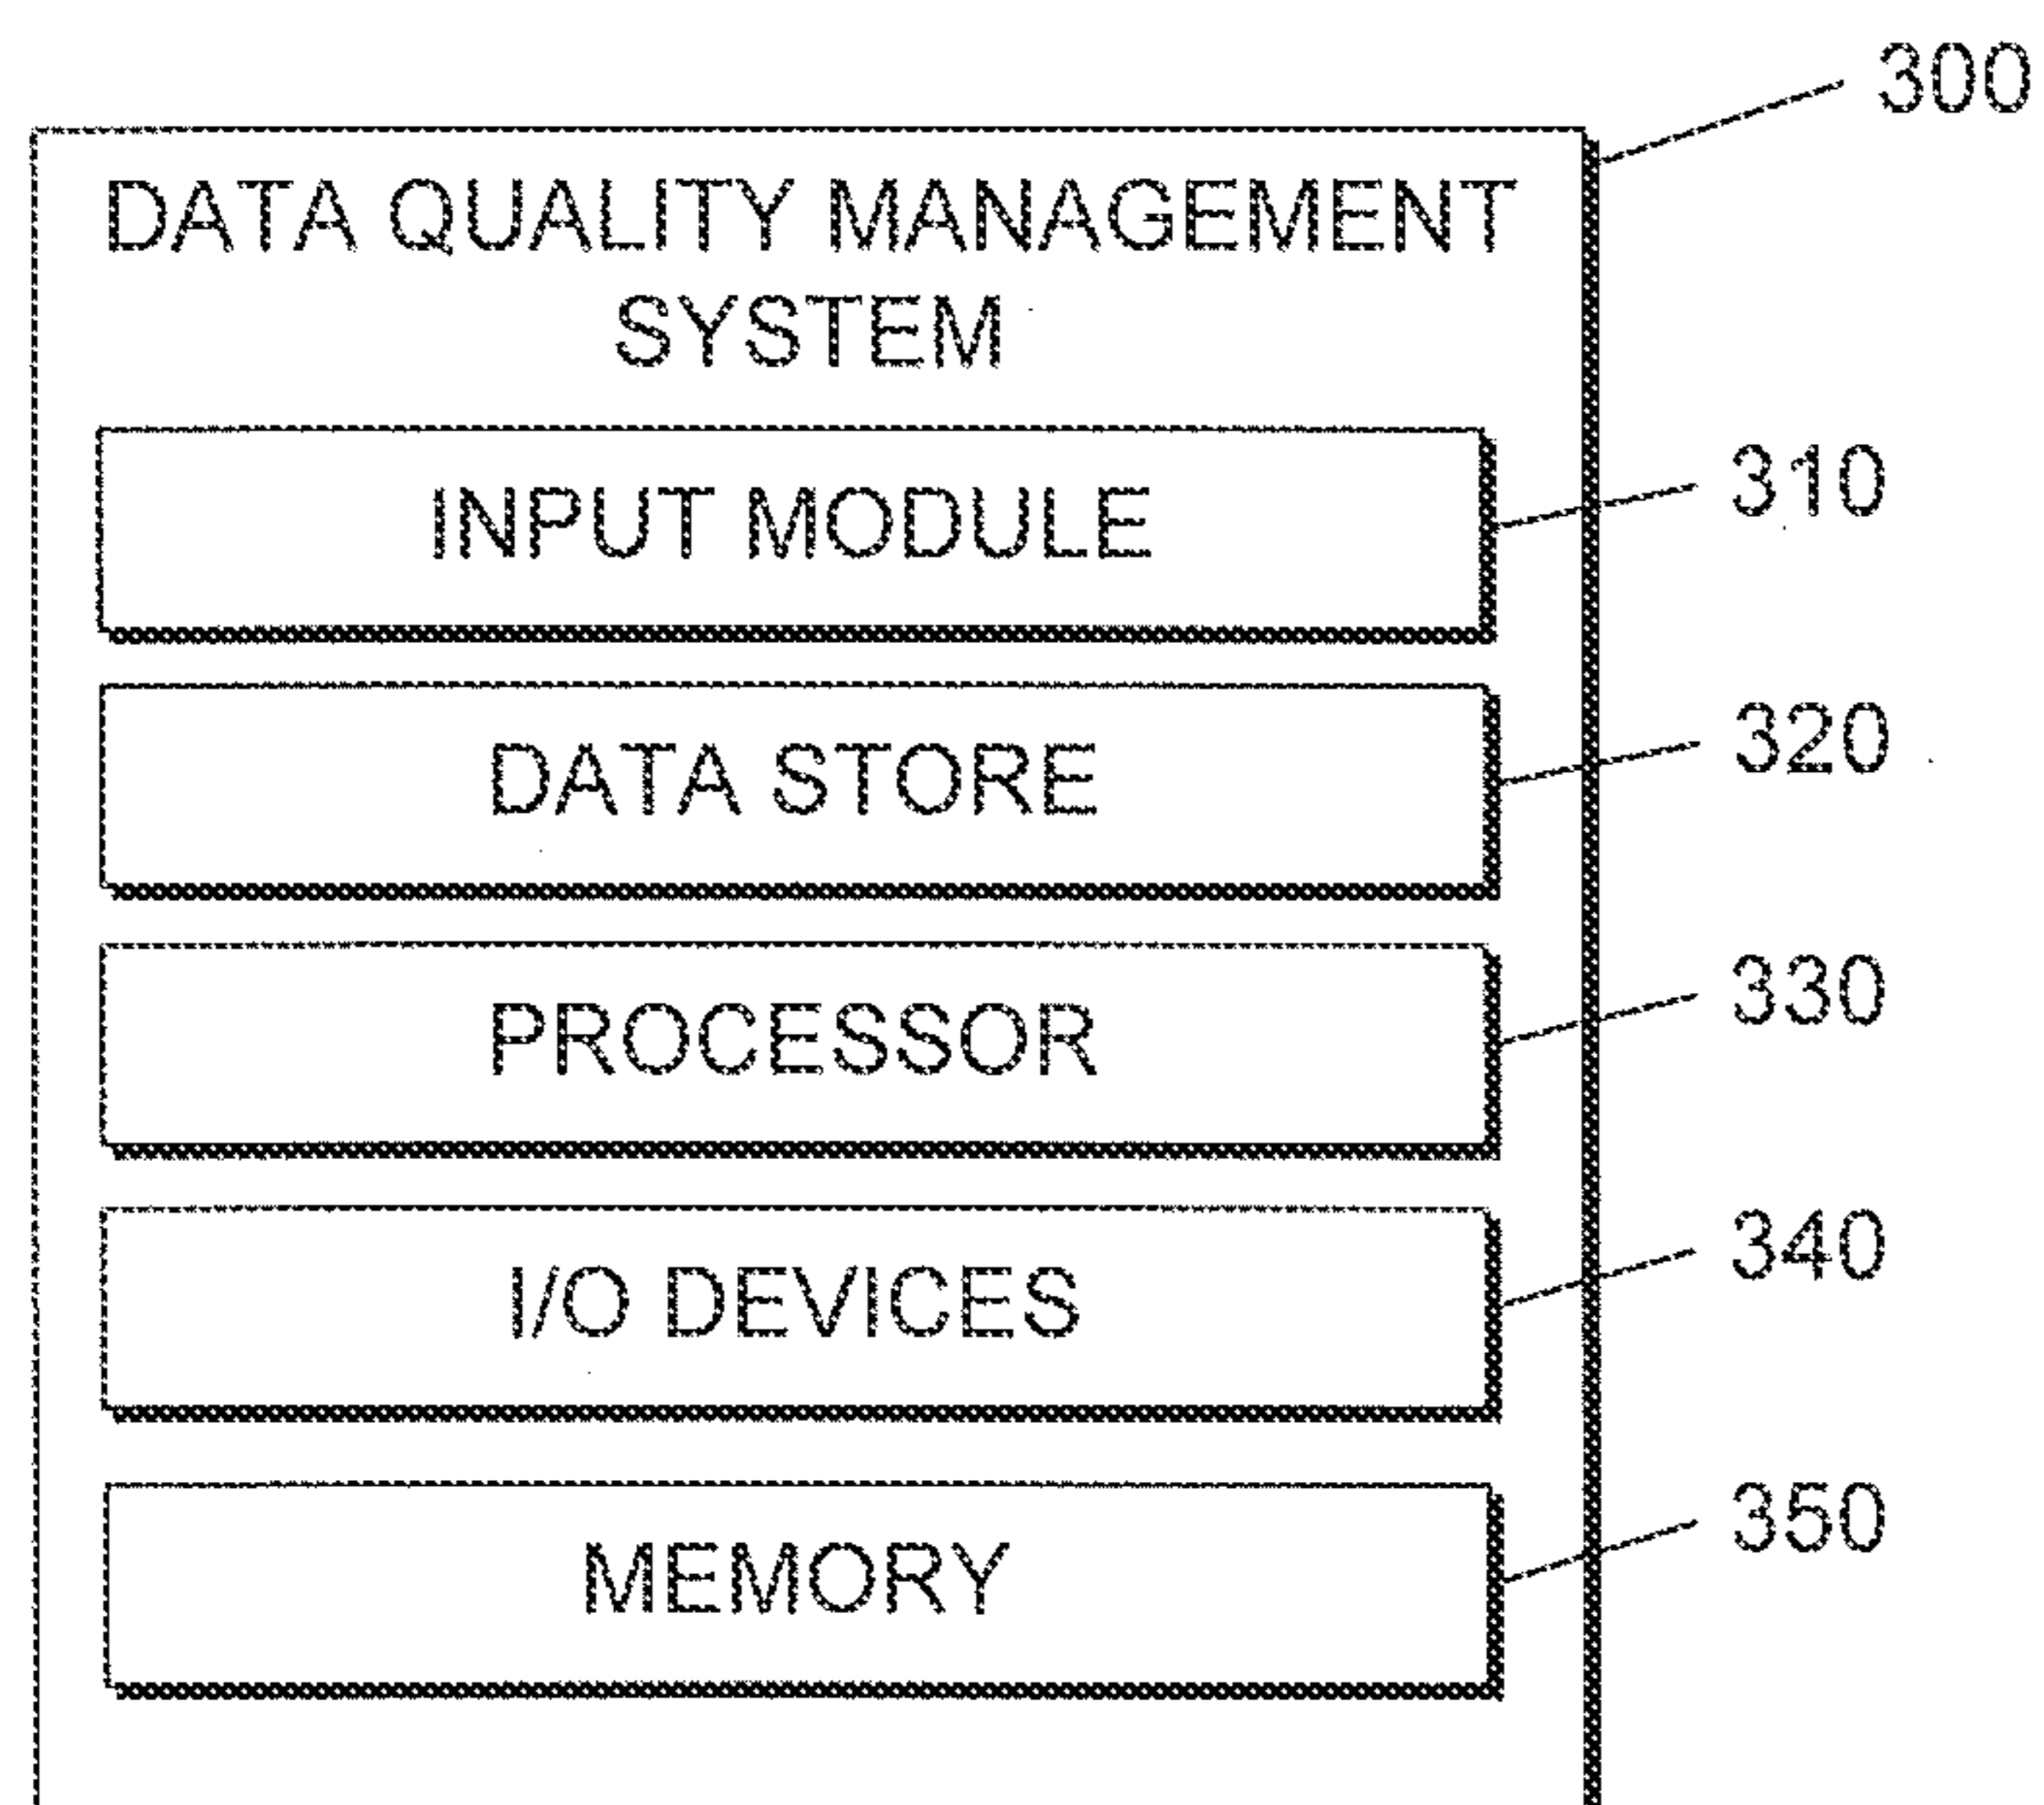 300
DATA QUALITY MANAGEMENT
SYSTEM
INPUT MODULE
310
DATA STORE
320
PROCESSOR
330
I/O DEVICES
340
MEMORY
350